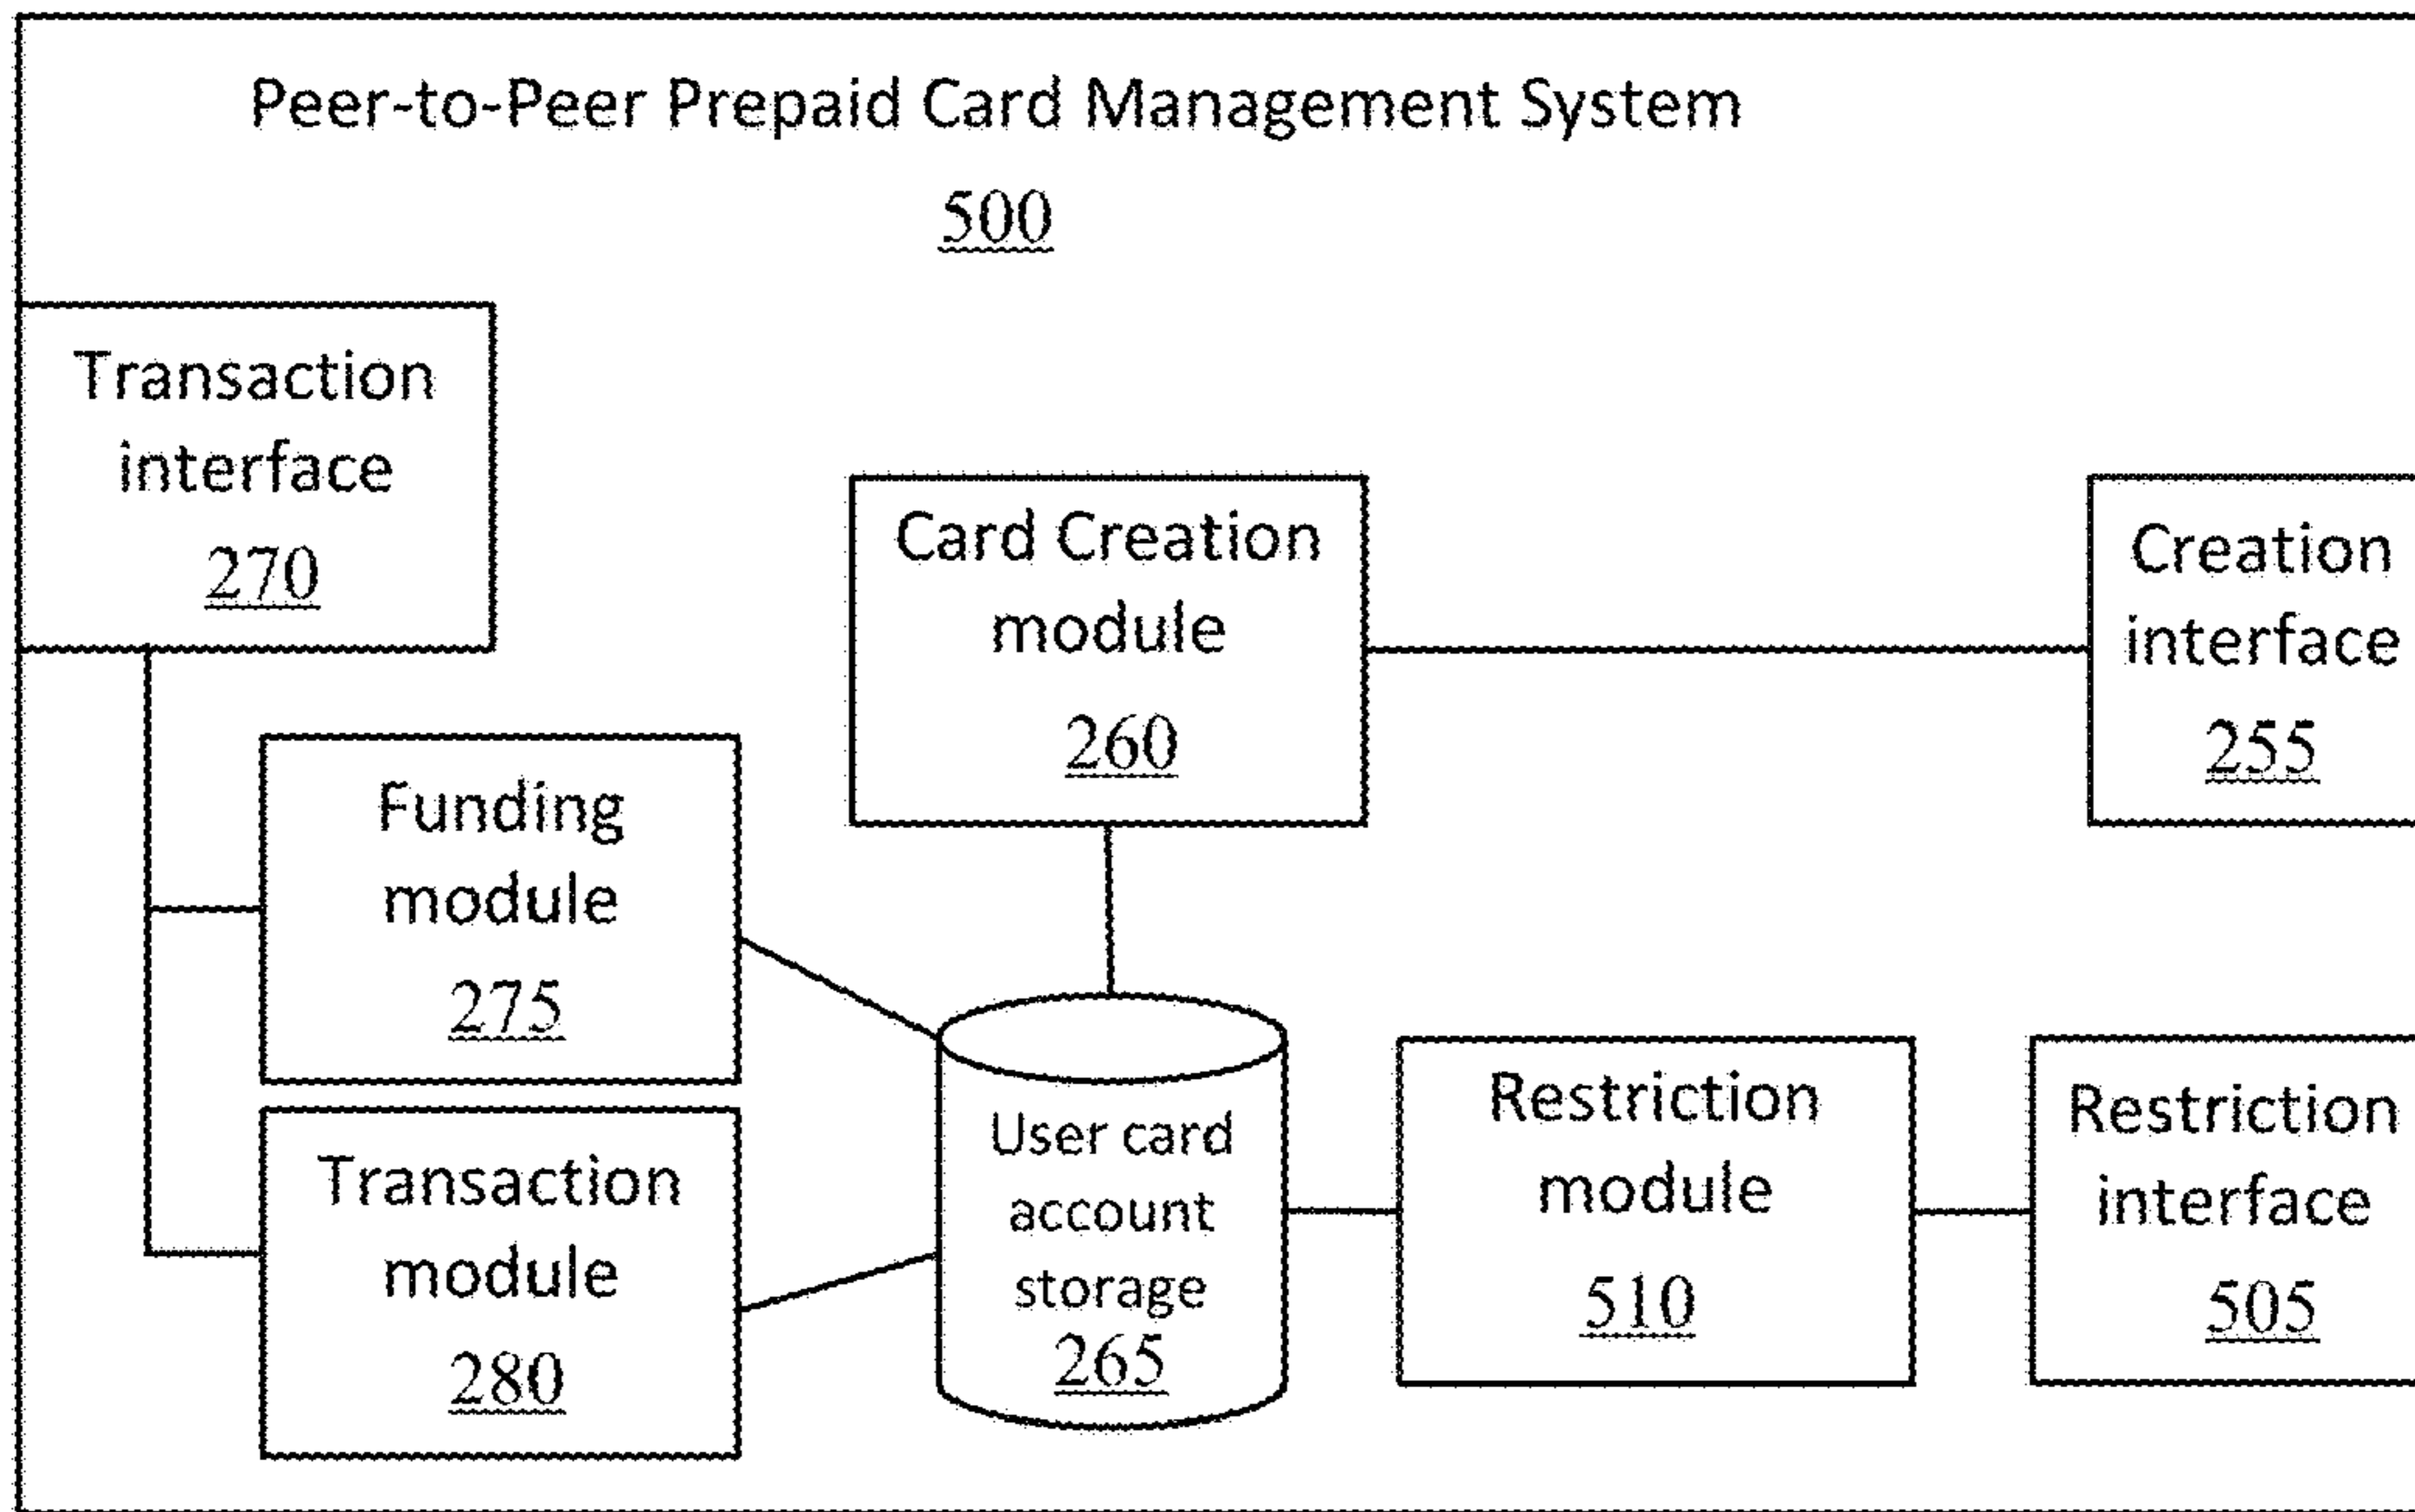 Peer-to-Peer Prepaid Card Management System
500
Transaction
interface
270
Card Creation
module
260
Creation
interface
255
Funding
module
275
Transaction
module
280
User card
account
storage
265
Restriction
module
510
Restriction
interface
505